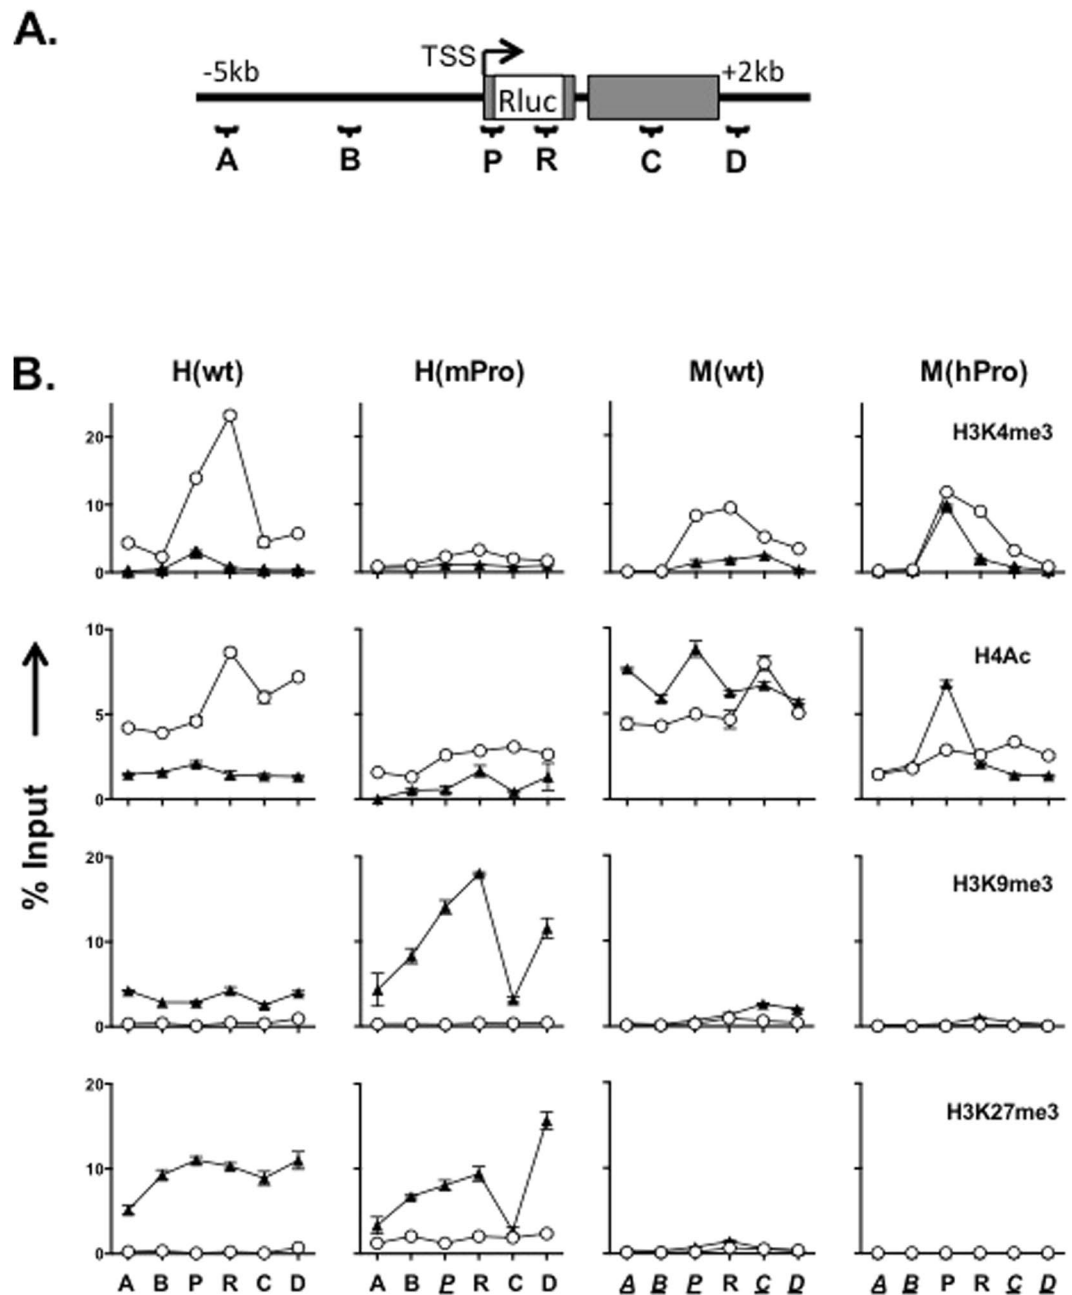 A.
TSS
-5kb
+2kb
Rluc
A B P R C D
B.
H(wt) H(mPro) M(wt) M(hPro)
H3K4me3
20
10
0
H4Ac
10
5
0
H3K9me3
20
10
0
H3K27me3
20
10
0
% Input
A B P R C D A B P R C D A B P R C D A B P R C D